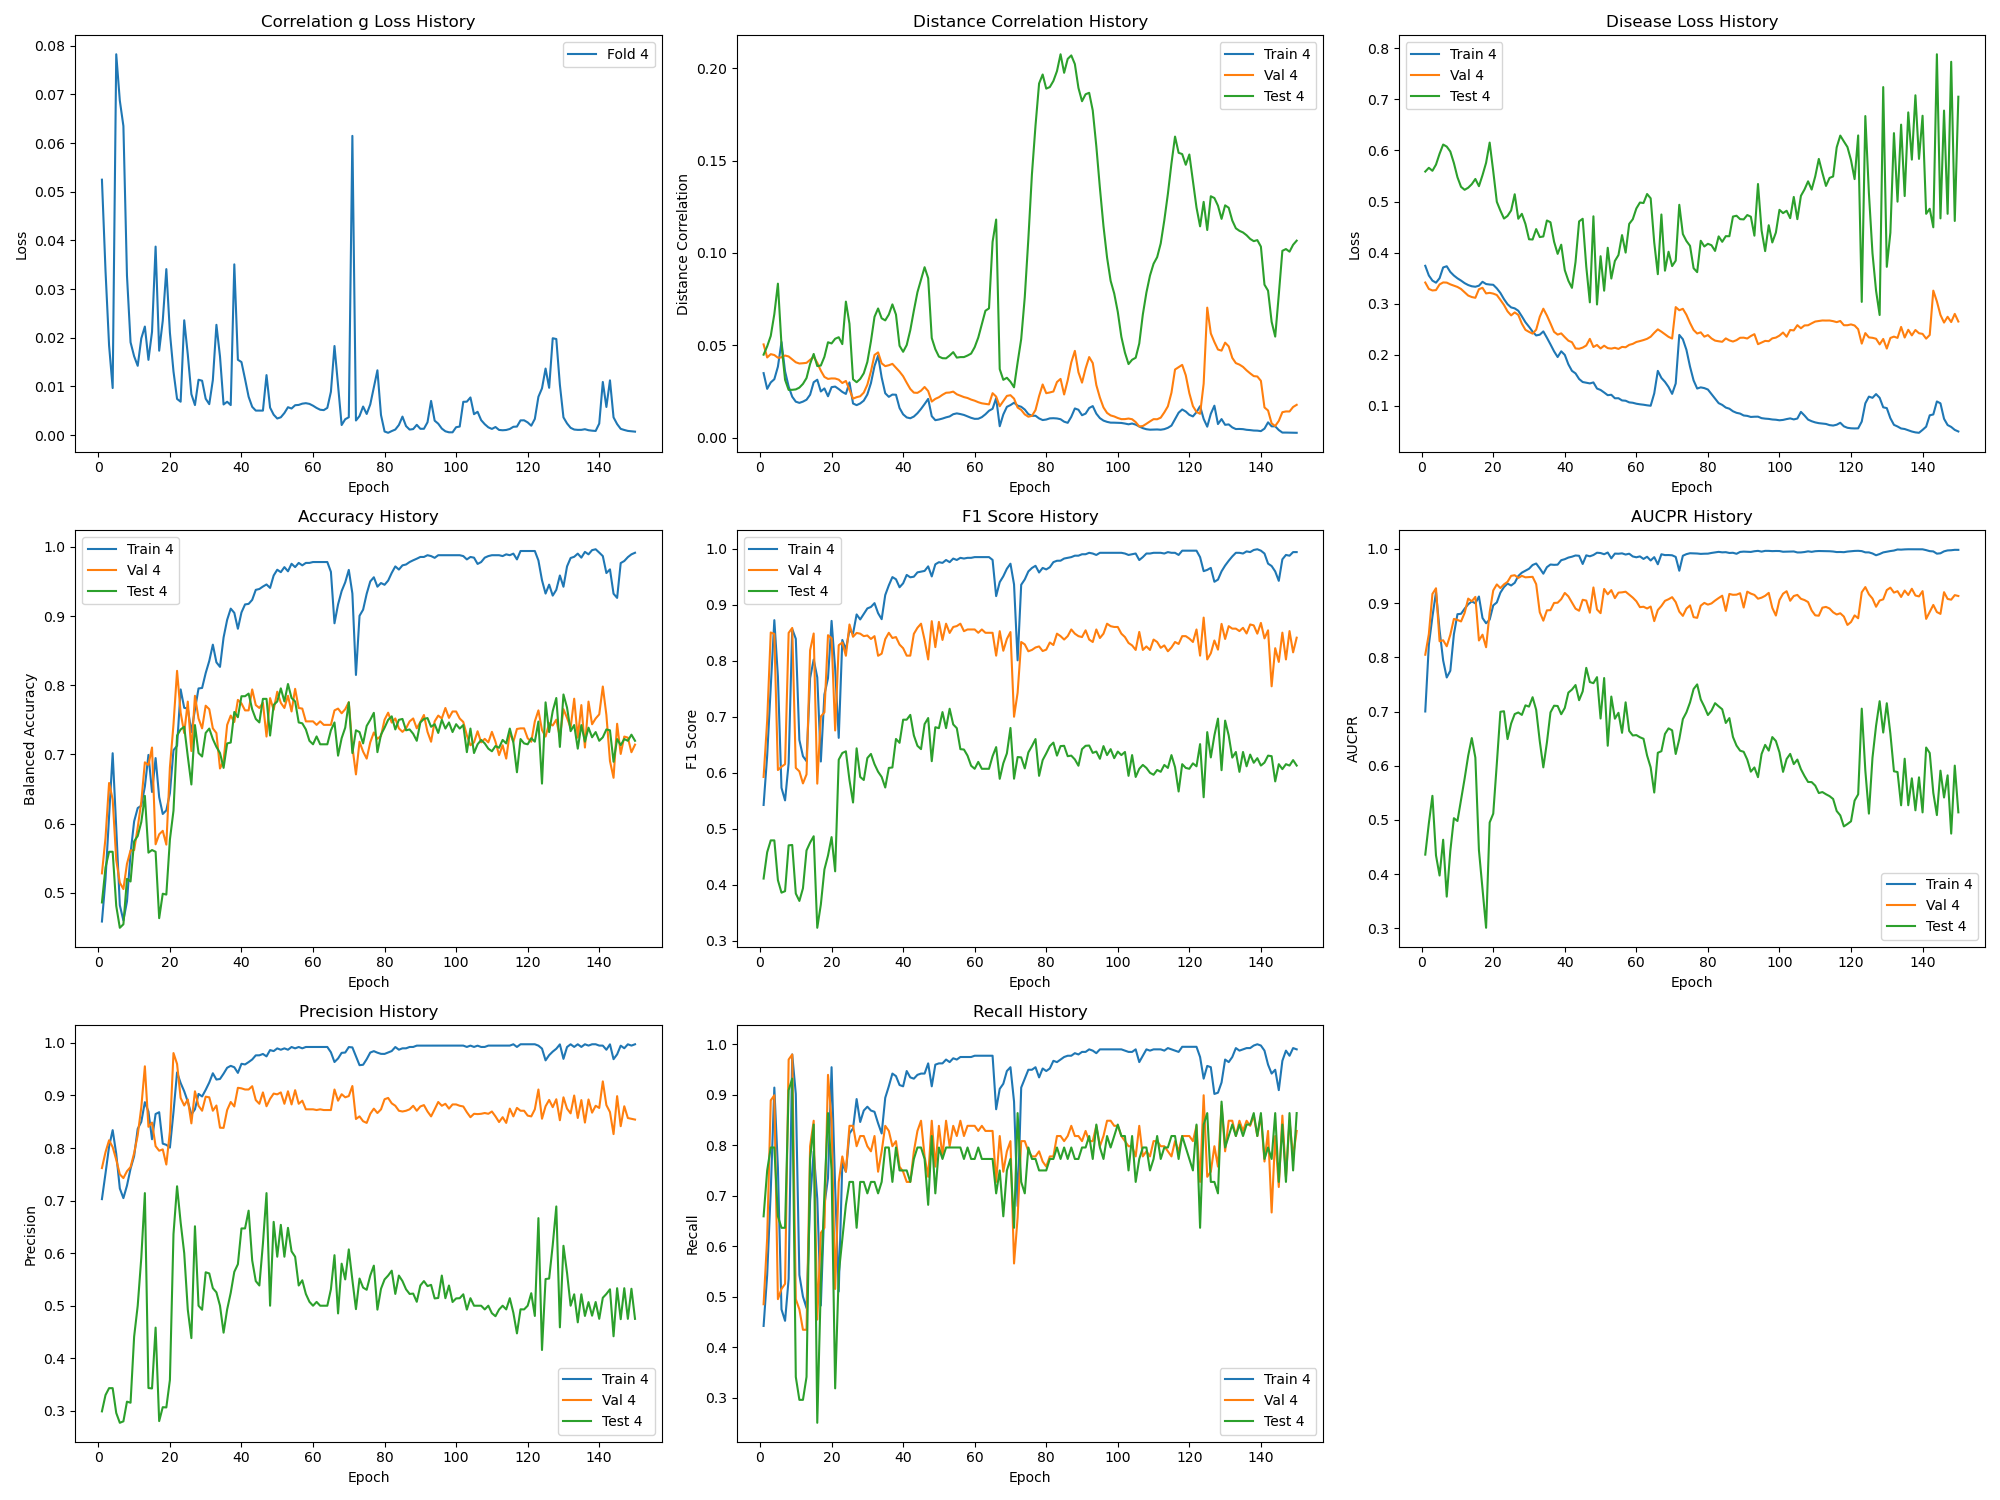 Correlation g Loss History
Fold 4
0.08
0.07
0.06
0.05
0.04
0.03
0.02
0.01
0.00
Loss
0 20 40 60 80 100 120 140
Epoch
Distance Correlation History
Train 4
Val 4
Test 4
0.20
0.15
0.10
0.05
0.00
Distance Correlation
0 20 40 60 80 100 120 140
Epoch
Disease Loss History
Train 4
Val 4
Test 4
0.8
0.7
0.6
0.5
0.4
0.3
0.2
0.1
Loss
0 20 40 60 80 100 120 140
Epoch
Accuracy History
Train 4
Val 4
Test 4
1.0
0.9
0.8
0.7
0.6
0.5
Balanced Accuracy
0 20 40 60 80 100 120 140
Epoch
F1 Score History
Train 4
Val 4
Test 4
1.0
0.9
0.8
0.7
0.6
0.5
0.4
0.3
F1 Score
0 20 40 60 80 100 120 140
Epoch
AUCPR History
1.0
0.9
0.8
0.7
0.6
0.5
0.4
0.3
AUCPR
Train 4
Val 4
Test 4
0 20 40 60 80 100 120 140
Epoch
Precision History
1.0
0.9
0.8
0.7
0.6
0.5
0.4
0.3
Precision
Train 4
Val 4
Test 4
0 20 40 60 80 100 120 140
Epoch
Recall History
1.0
0.9
0.8
0.7
0.6
0.5
0.4
0.3
Recall
Train 4
Val 4
Test 4
0 20 40 60 80 100 120 140
Epoch